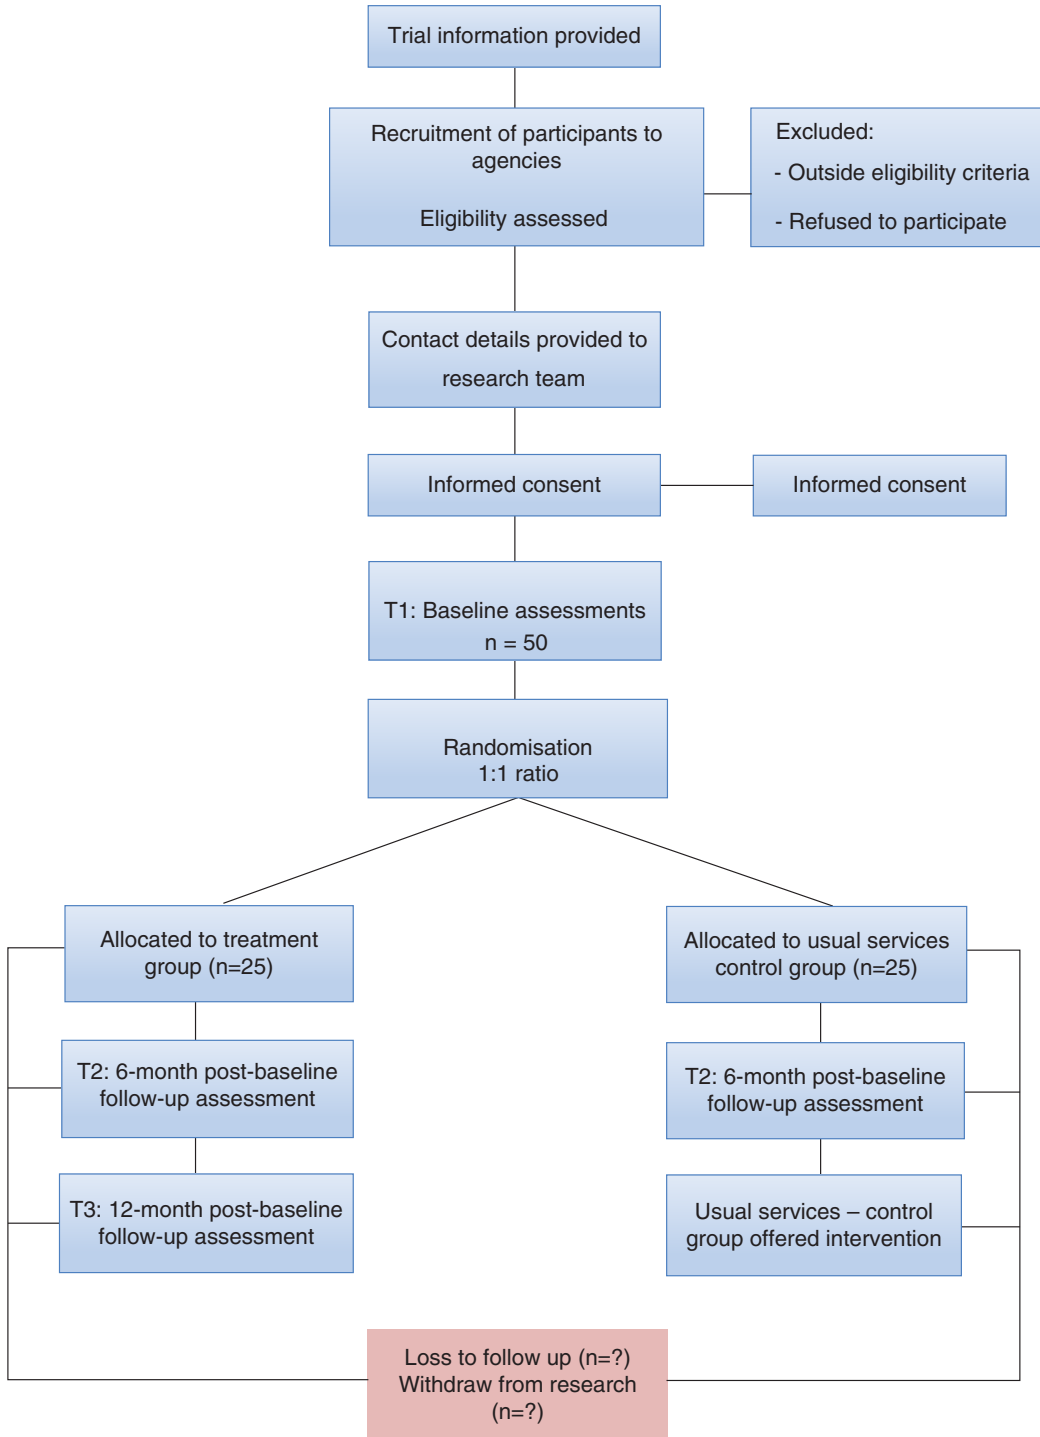 Trial information provided
Recruitment of participants to
agencies
Eligibility assessed
Excluded:
- Outside eligibility criteria
- Refused to participate
Contact details provided to
research team
Informed consent
Informed consent
T1: Baseline assessments
n = 50
Randomisation
1:1 ratio
Allocated to treatment
group (n=25)
Allocated to usual services
control group (n=25)
T2: 6-month post-baseline
follow-up assessment
T2: 6-month post-baseline
follow-up assessment
T3: 12-month post-baseline
follow-up assessment
Usual services – control
group offered intervention
Loss to follow up (n=?)
Withdraw from research
(n=?)